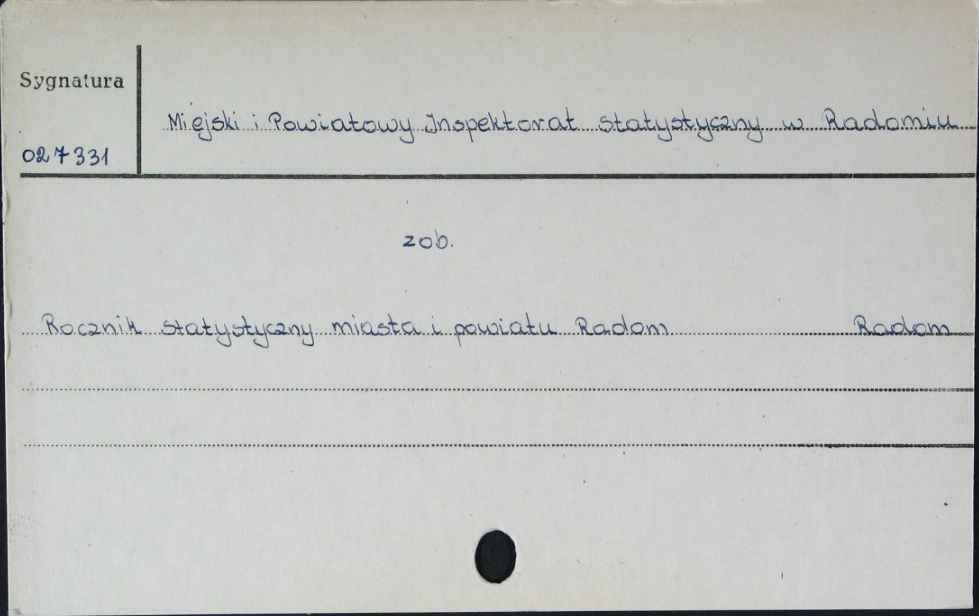 Sygnatura
Miejski i Powiatowy Inspektorat statystyczny w Radomiu
027331
zob.
Rocznik statystyczny miasta i powiatu Radom Radom